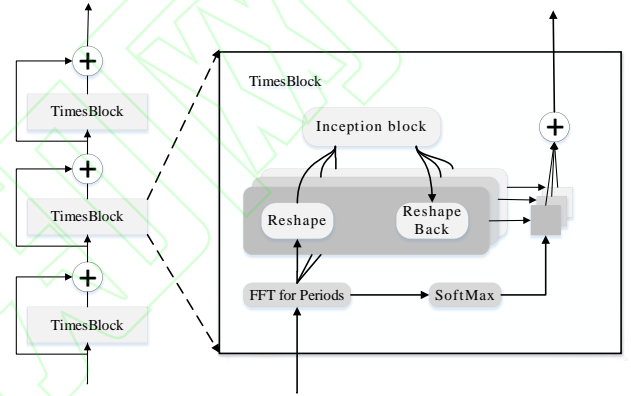 TimesBlock
TimesBlock
TimesBlock
TimesBlock
Inception block
Reshape
Reshape
Back
FFT for Periods
SoftMax